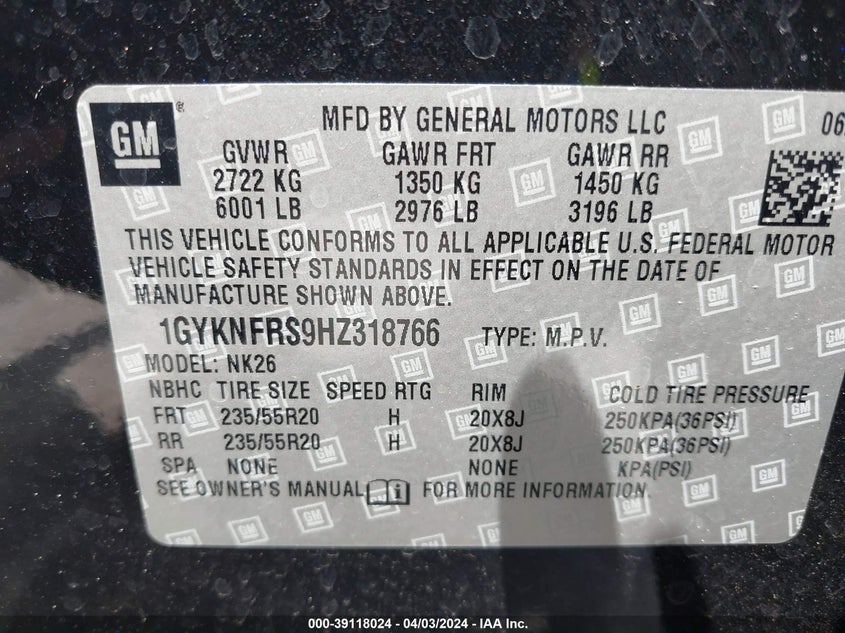 GM
MFD BY GENERAL MOTORS LLC 06
GVWR GAWR FRT GAWR RR
2722 KG 1350 KG 1450 KG
6001 LB 2976 LB 3196 LB
THIS VEHICLE CONFORMS TO ALL APPLICABLE U.S. FEDERAL MOTOR
VEHICLE SAFETY STANDARDS IN EFFECT ON THE DATE OF
MANUFACTURE SHOWN ABOVE.
1GYKNFRS9HZ318766 TYPE: M.P.V.
MODEL: NK26
NBHC TIRE SIZE SPEED RTG RIM COLD TIRE PRESSURE
FRT 235/55R20 H 20X8J 250KPA(36PSI)
RR 235/55R20 H 20X8J 250KPA(36PSI)
SPA NONE NONE KPA(PSI)
SEE OWNER'S MANUAL FOR MORE INFORMATION.
000-39118024 - 04/03/2024 - IAA Inc.